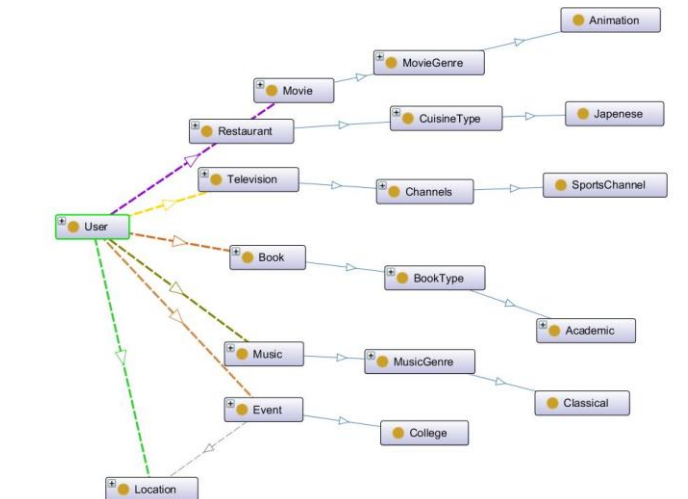 Animation
MovieGenre
Movie
Restaurant
CuisineType
Japenese
Television
Channels
SportsChannel
User
Book
BookType
Academic
Music
MusicGenre
Classical
Event
College
Location